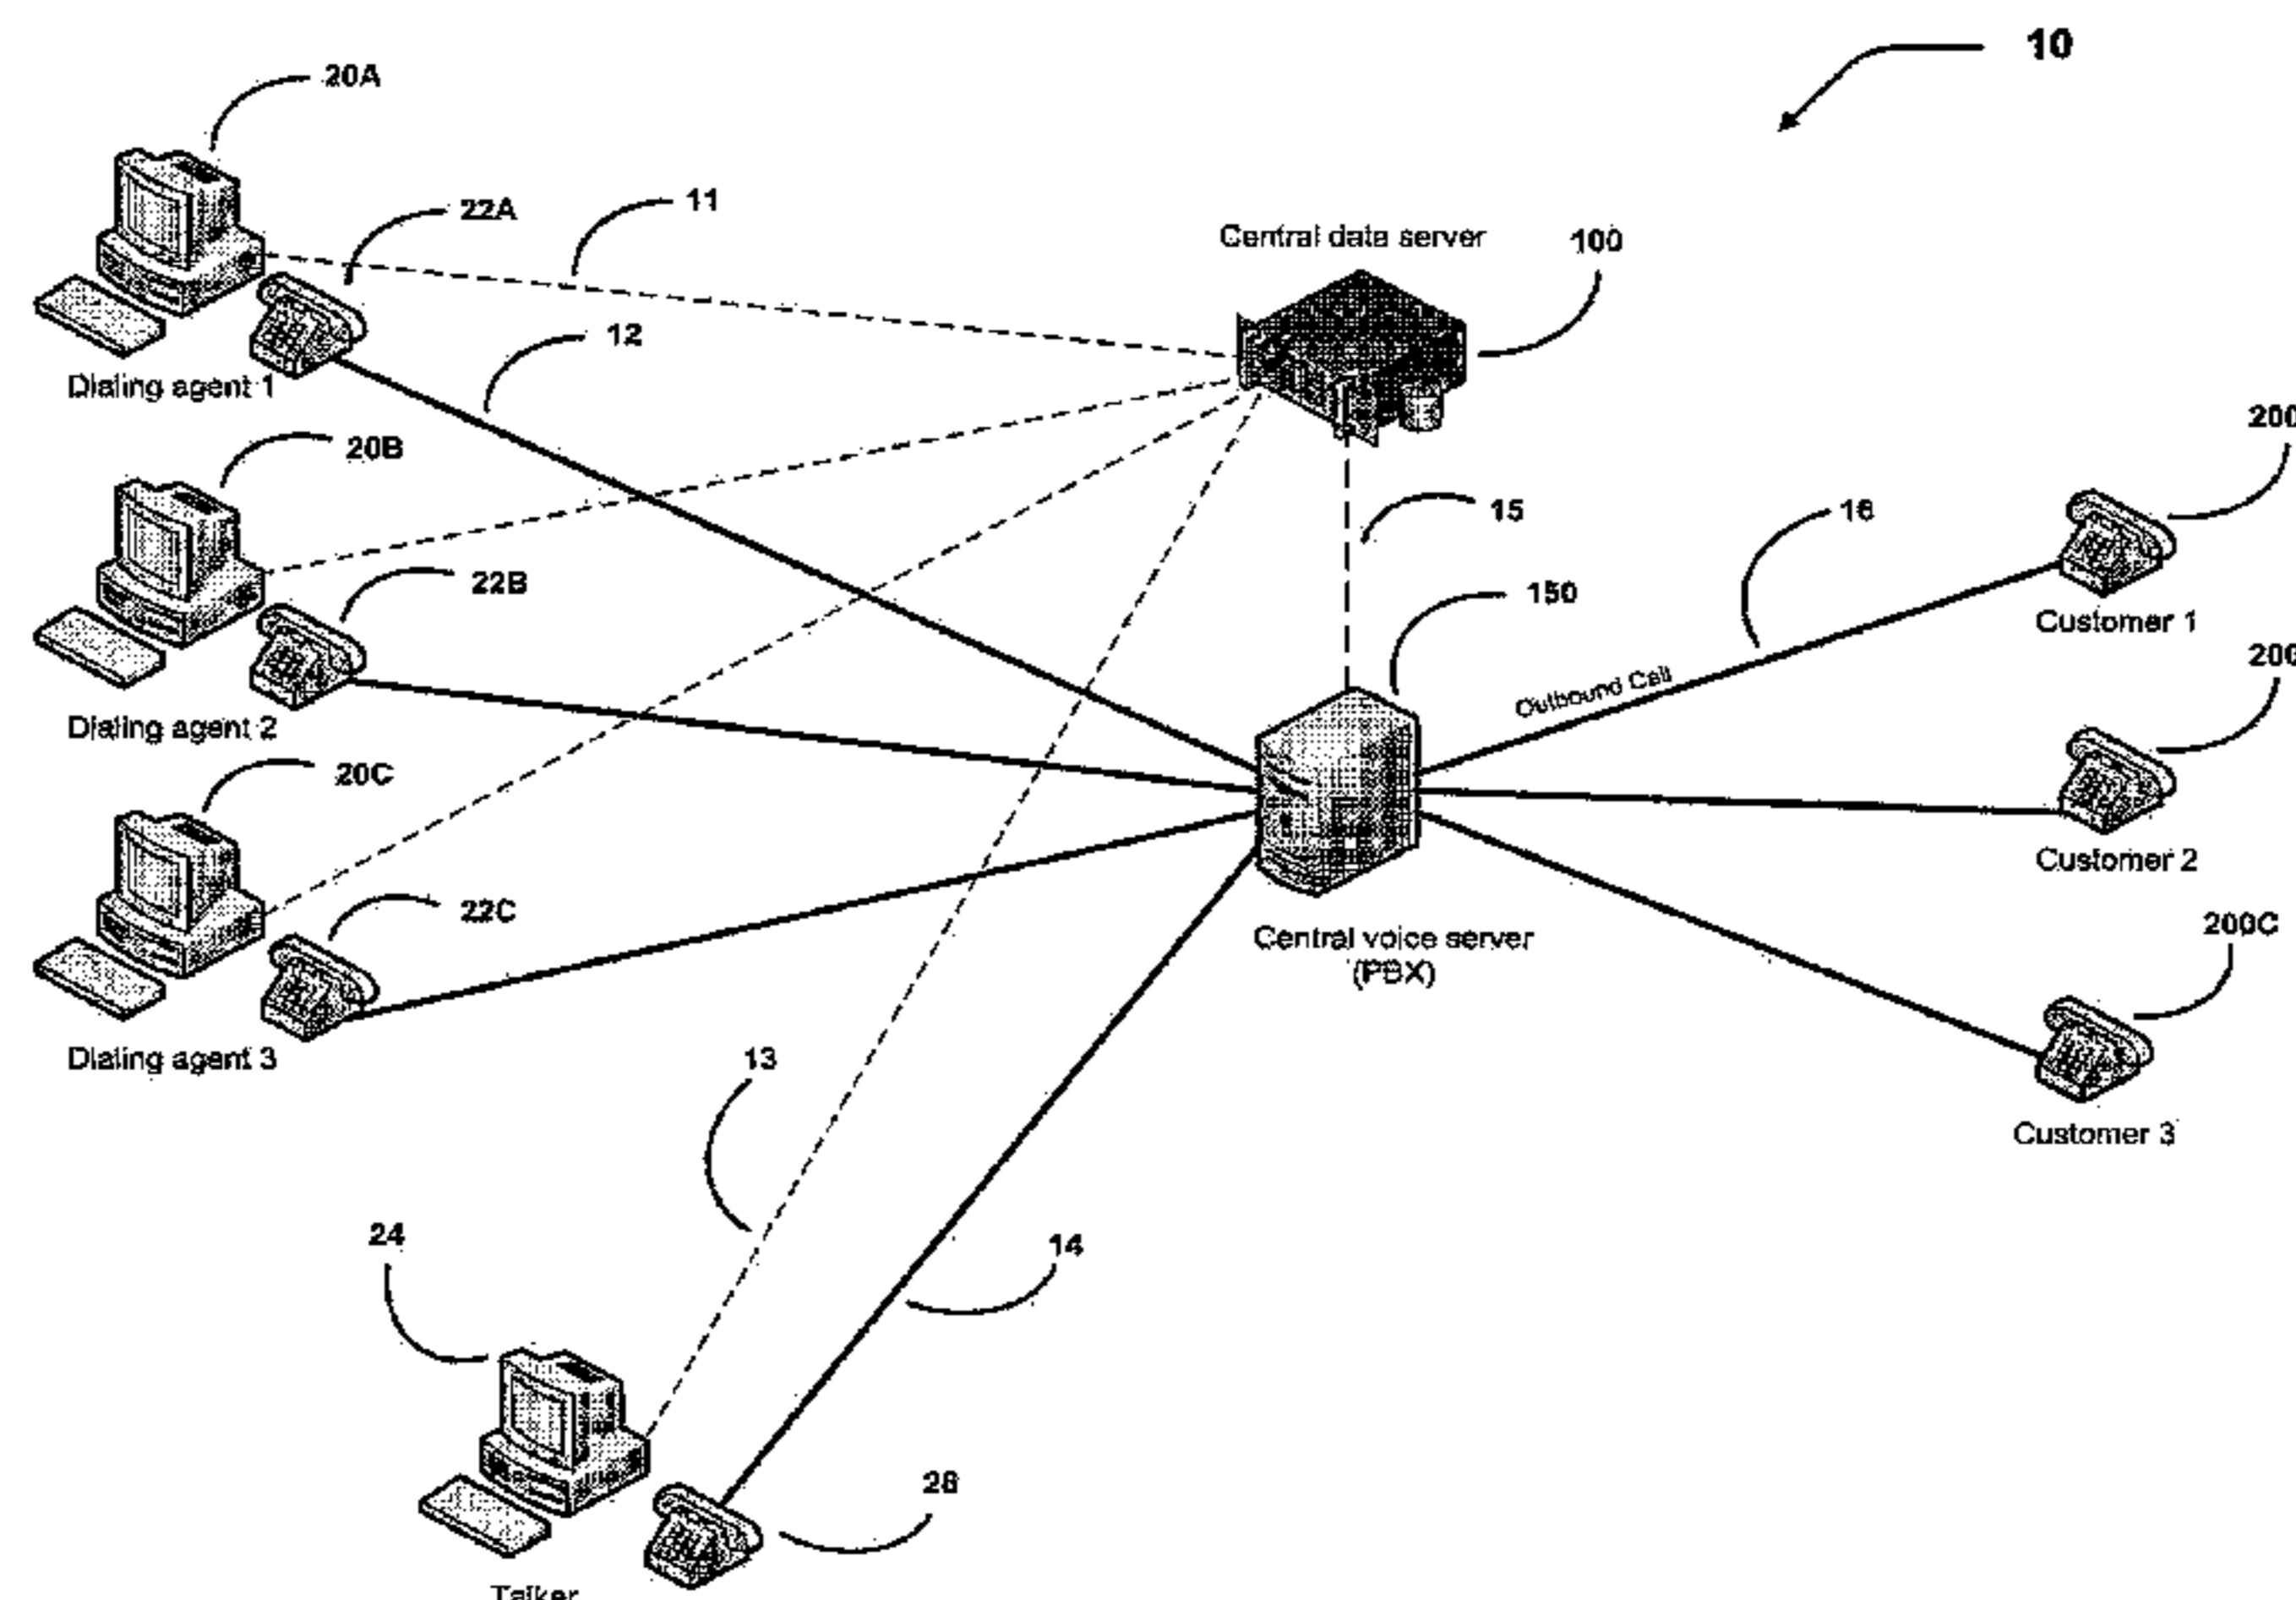 10
20A
22A
11
Central data server
100
12
Dialing agent 1
200
20B
15
16
22B
150
Customer 1
Outbound Call
200
Dialing agent 2
20C
Customer 2
22C
200C
Central voice server
(PBX)
Dialing agent 3
13
Customer 3
24
14
26
Talker